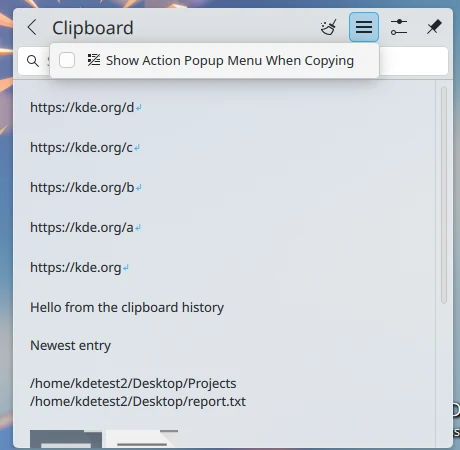 Clipboard
Show Action Popup Menu When Copying
https://kde.org/d↲
https://kde.org/c↲
https://kde.org/b↲
https://kde.org/a↲
https://kde.org↲
Hello from the clipboard history
Newest entry
/home/kdetest2/Desktop/Projects
/home/kdetest2/Desktop/report.txt